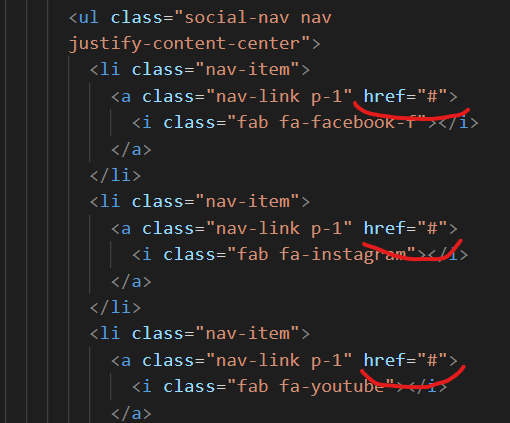 <ul class="social-nav nav
justify-content-center">
<li class="nav-item">
<a class="nav-link p-1" href="#">
<i class="fab fa-facebook-f"></i>
</a>
</li>
<li class="nav-item">
<a class="nav-link p-1" href="#">
<i class="fab fa-instagram"></i>
</a>
</li>
<li class="nav-item">
<a class="nav-link p-1" href="#">
<i class="fab fa-youtube"></i>
</a>